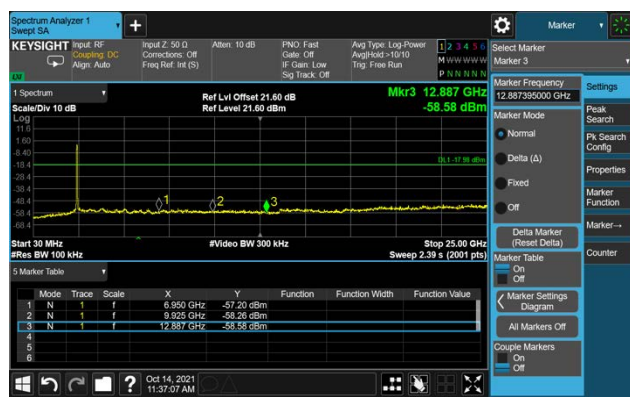 Spectrum Analyzer 1
Swept SA
Marker
KEYSIGHT
Input: RF
Coupling: DC
Align: Auto
Input Z: 50 Ω
Corrections: Off
Freq Ref: Int (S)
Atten: 10 dB
PNO: Fast
Gate: Off
IF Gain: Low
Sig Track: Off
Avg Type: Log-Power
Avg|Hold:>10/10
Trig: Free Run
1 2 3 4 5 6
M W W W W W
P N N N N N
Select Marker
Marker 3
1 Spectrum
Scale/Div 10 dB
Log
Ref Lvl Offset 21.60 dB
Ref Level 21.60 dBm
Mkr3 12.887 GHz
-58.58 dBm
11.6
1.60
-8.40
-18.4
-28.4
-38.4
-48.4
-58.4
-68.4
DL1 -17.98 dBm
1
2
3
Start 30 MHz
#Res BW 100 kHz
#Video BW 300 kHz
Stop 25.00 GHz
Sweep 2.39 s (2001 pts)
5 Marker Table
Mode Trace Scale X Y Function Function Width Function Value
1 N 1 f 6.950 GHz -57.20 dBm
2 N 1 f 9.925 GHz -58.26 dBm
3 N 1 f 12.887 GHz -58.58 dBm
4
5
6
Marker Frequency
12.887395000 GHz
Marker Mode
Normal
Delta (Δ)
Fixed
Off
Delta Marker
(Reset Delta)
Marker Table
On
Off
Marker Settings
Diagram
All Markers Off
Couple Markers
On
Off
Settings
Peak
Search
Pk Search
Config
Properties
Marker
Function
Marker→
Counter
?
Oct 14, 2021
11:37:07 AM